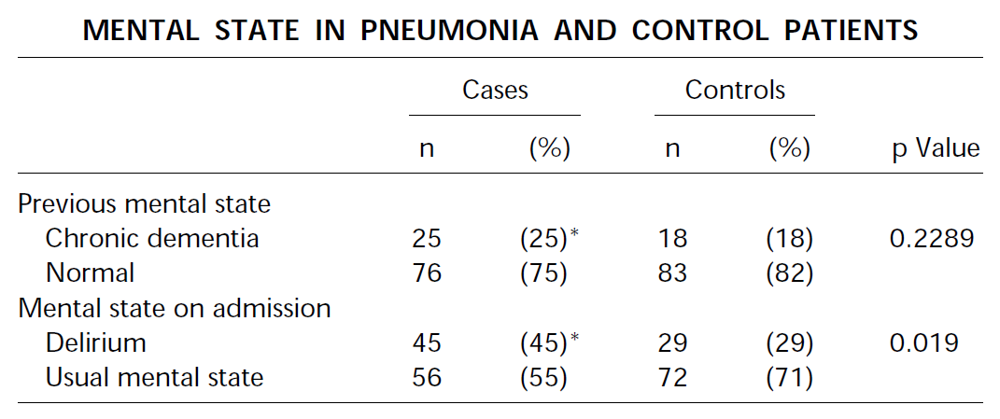 MENTAL STATE IN PNEUMONIA AND CONTROL PATIENTS
Cases Controls
n (%) n (%) p Value
Previous mental state
Chronic dementia 25 (25)* 18 (18) 0.2289
Normal 76 (75) 83 (82)
Mental state on admission
Delirium 45 (45)* 29 (29) 0.019
Usual mental state 56 (55) 72 (71)